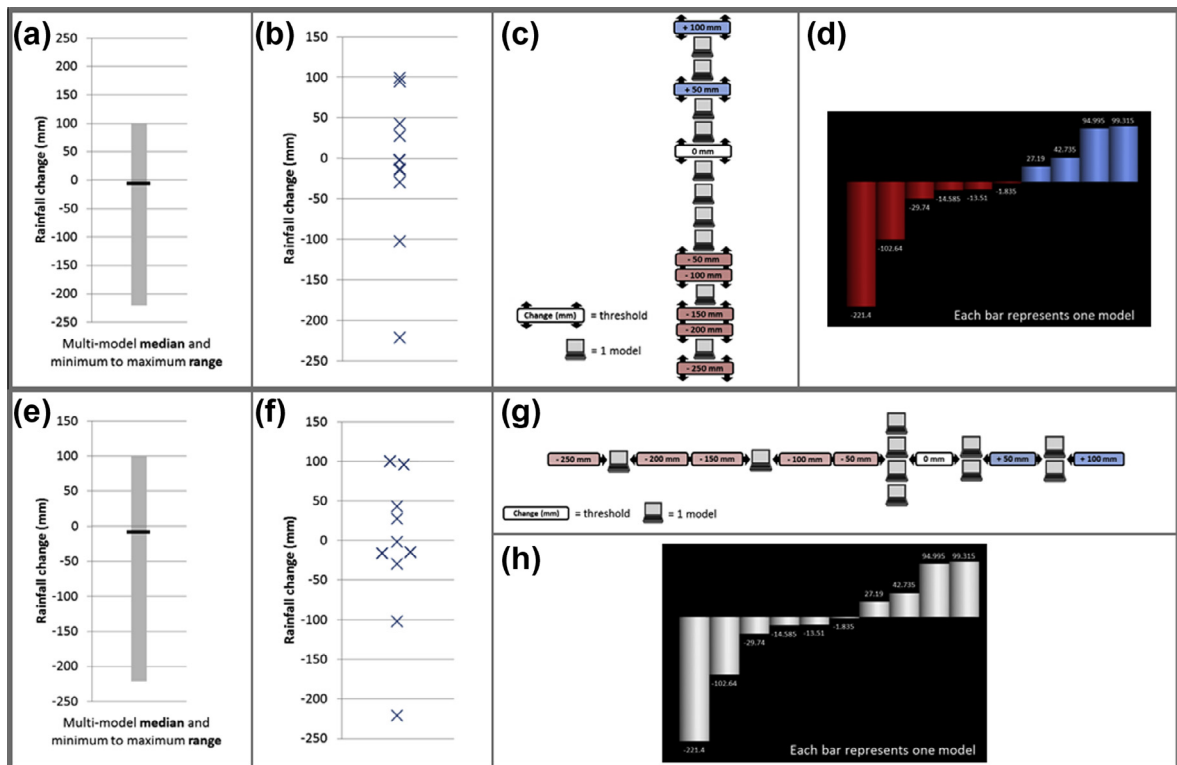 (a)
250
200
150
100
50
0
-50
-100
-150
-200
-250
Rainfall change (mm)
Multi-model median and
minimum to maximum range
(b)
150
100
50
0
-50
-100
-150
-200
-250
Rainfall change (mm)
(c)
+ 100 mm
+ 50 mm
0 mm
- 50 mm
- 100 mm
- 150 mm
- 200 mm
- 250 mm
Change (mm) = threshold
= 1 model
(d)
94.995 99.315
42.735
27.19
-1.835
-13.51
-14.585
-29.74
-102.64
-221.4
Each bar represents one model
(e)
150
100
50
0
-50
-100
-150
-200
-250
Rainfall change (mm)
Multi-model median and
minimum to maximum range
(f)
150
100
50
0
-50
-100
-150
-200
-250
Rainfall change (mm)
(g)
- 250 mm - 200 mm - 150 mm - 100 mm - 50 mm 0 mm + 50 mm + 100 mm
Change (mm) = threshold = 1 model
(h)
94.995 99.315
42.735
27.19
-1.835
-13.51
-14.585
-29.74
-102.64
-221.4
Each bar represents one model